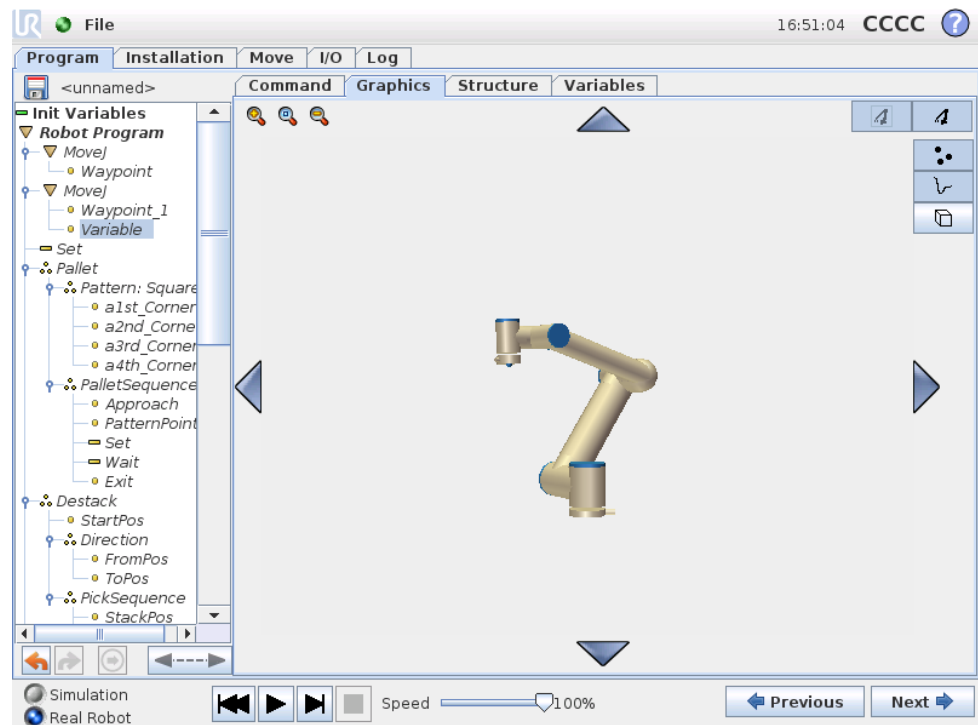 UR File 16:51:04 CCCC ?
Program Installation Move I/O Log
<unnamed>
Command Graphics Structure Variables
Init Variables
Robot Program
MoveJ
Waypoint
MoveJ
Waypoint_1
Variable
Set
Pallet
Pattern: Square
a1st_Corner
a2nd_Corne
a3rd_Corner
a4th_Corner
PalletSequence
Approach
PatternPoint
Set
Wait
Exit
Destack
StartPos
Direction
FromPos
ToPos
PickSequence
StackPos
Simulation
Real Robot
Speed 100%
Previous Next